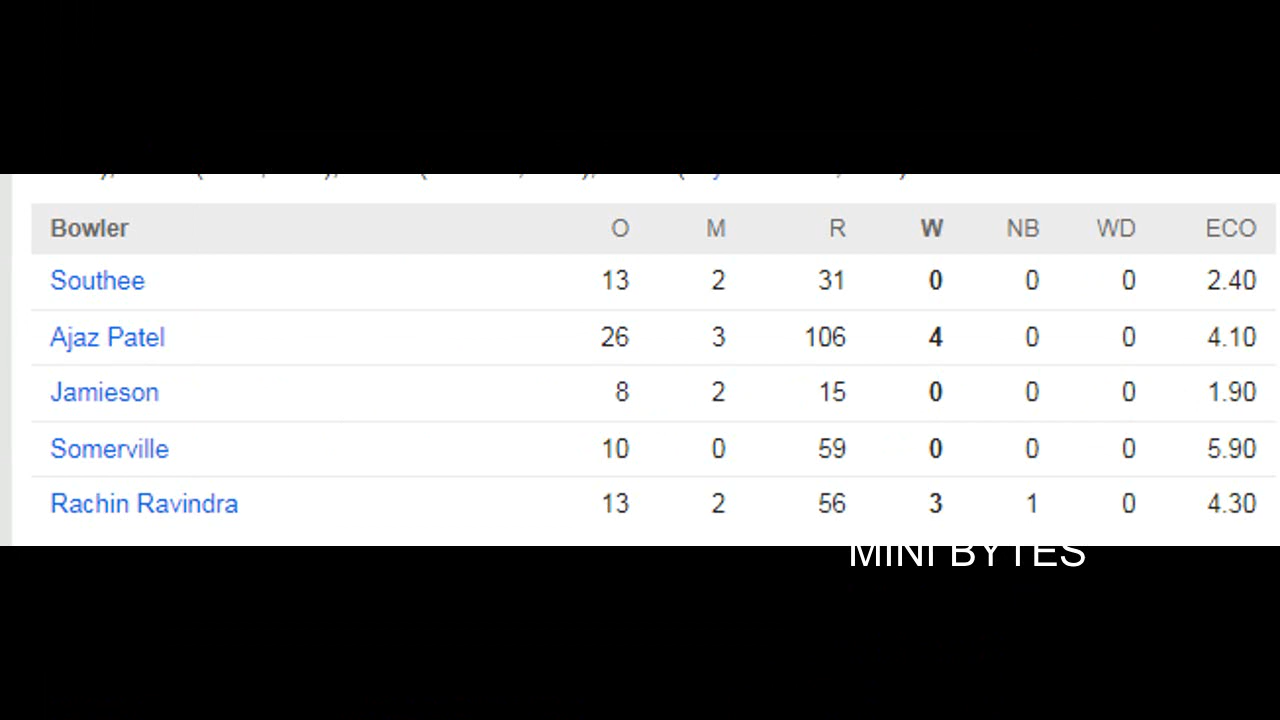 Bowler O M R W NB WD ECO
Southee 13 2 31 0 0 0 2.40
Ajaz Patel 26 3 106 4 0 0 4.10
Jamieson 8 2 15 0 0 0 1.90
Somerville 10 0 59 0 0 0 5.90
Rachin Ravindra 13 2 56 3 1 0 4.30
MINI BYTES